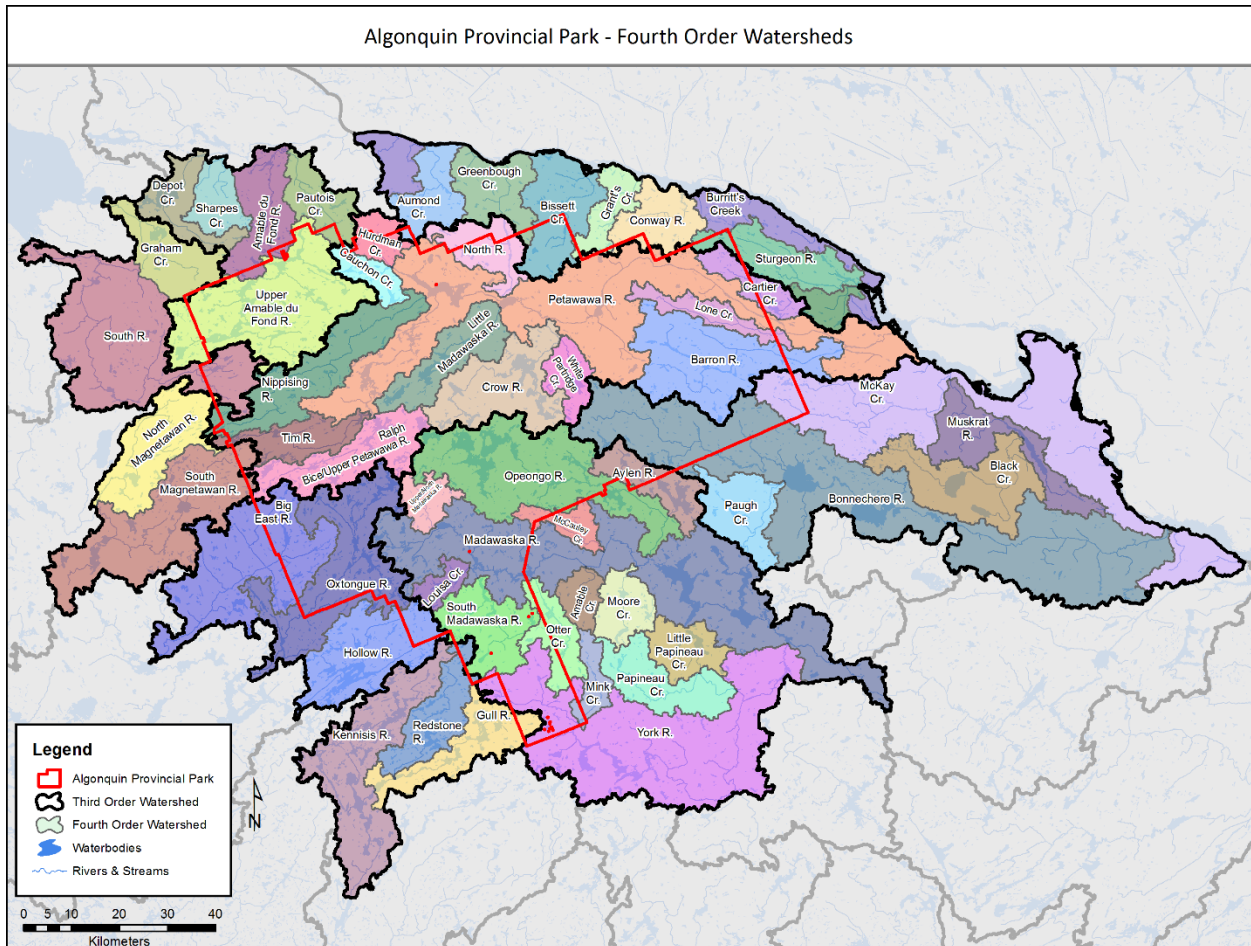 Algonquin Provincial Park - Fourth Order Watersheds
Depot
Cr.
Sharpes
Cr.
Amable du
Fond R.
Pautois
Cr.
Aumond
Cr.
Greenbough
Cr.
Bissett
Cr.
Grant's
Cr.
Conway R.
Burritt's
Creek
Graham
Cr.
Hurdman
Cr.
Cauchon Cr.
North R.
Sturgeon R.
Cartier
Cr.
Upper
Amable du
Fond R.
Petawawa R.
Lone Cr.
South R.
Little
Madawaska R.
Barron R.
Nippising
R.
Crow R.
White
Partridge
Cr.
McKay
Cr.
North
Magnetawan R.
Tim R.
Ralph
Bice/Upper Petawawa R.
Muskrat
R.
South
Magnetawan R.
Opeongo R.
Aylen R.
Black
Cr.
Big
East R.
Paugh
Cr.
Bonnechere R.
McCauley
Cr.
Madawaska R.
Oxtongue R.
Louisa Cr.
South
Madawaska R.
Amable
Cr.
Moore
Cr.
Otter
Cr.
Little
Papineau
Cr.
Hollow R.
Papineau
Cr.
Mink
Cr.
Gull R.
Redstone
R.
Kennisis R.
York R.
Legend
Algonquin Provincial Park
Third Order Watershed
Fourth Order Watershed
Waterbodies
Rivers & Streams
N
0 5 10 20 30 40
Kilometers